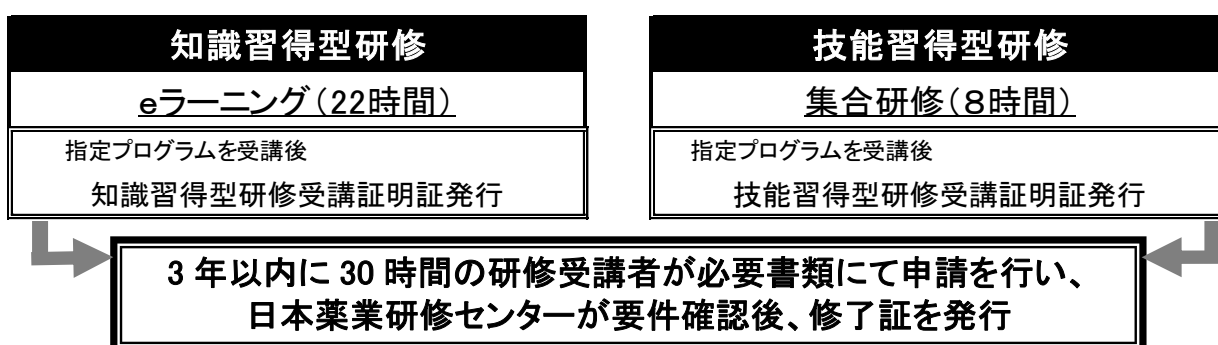 知識習得型研修
eラーニング（22時間）
指定プログラムを受講後
知識習得型研修受講証明証発行
技能習得型研修
集合研修（８時間）
指定プログラムを受講後
技能習得型研修受講証明証発行
3 年以内に 30 時間の研修受講者が必要書類にて申請を行い、
日本薬業研修センターが要件確認後、修了証を発行